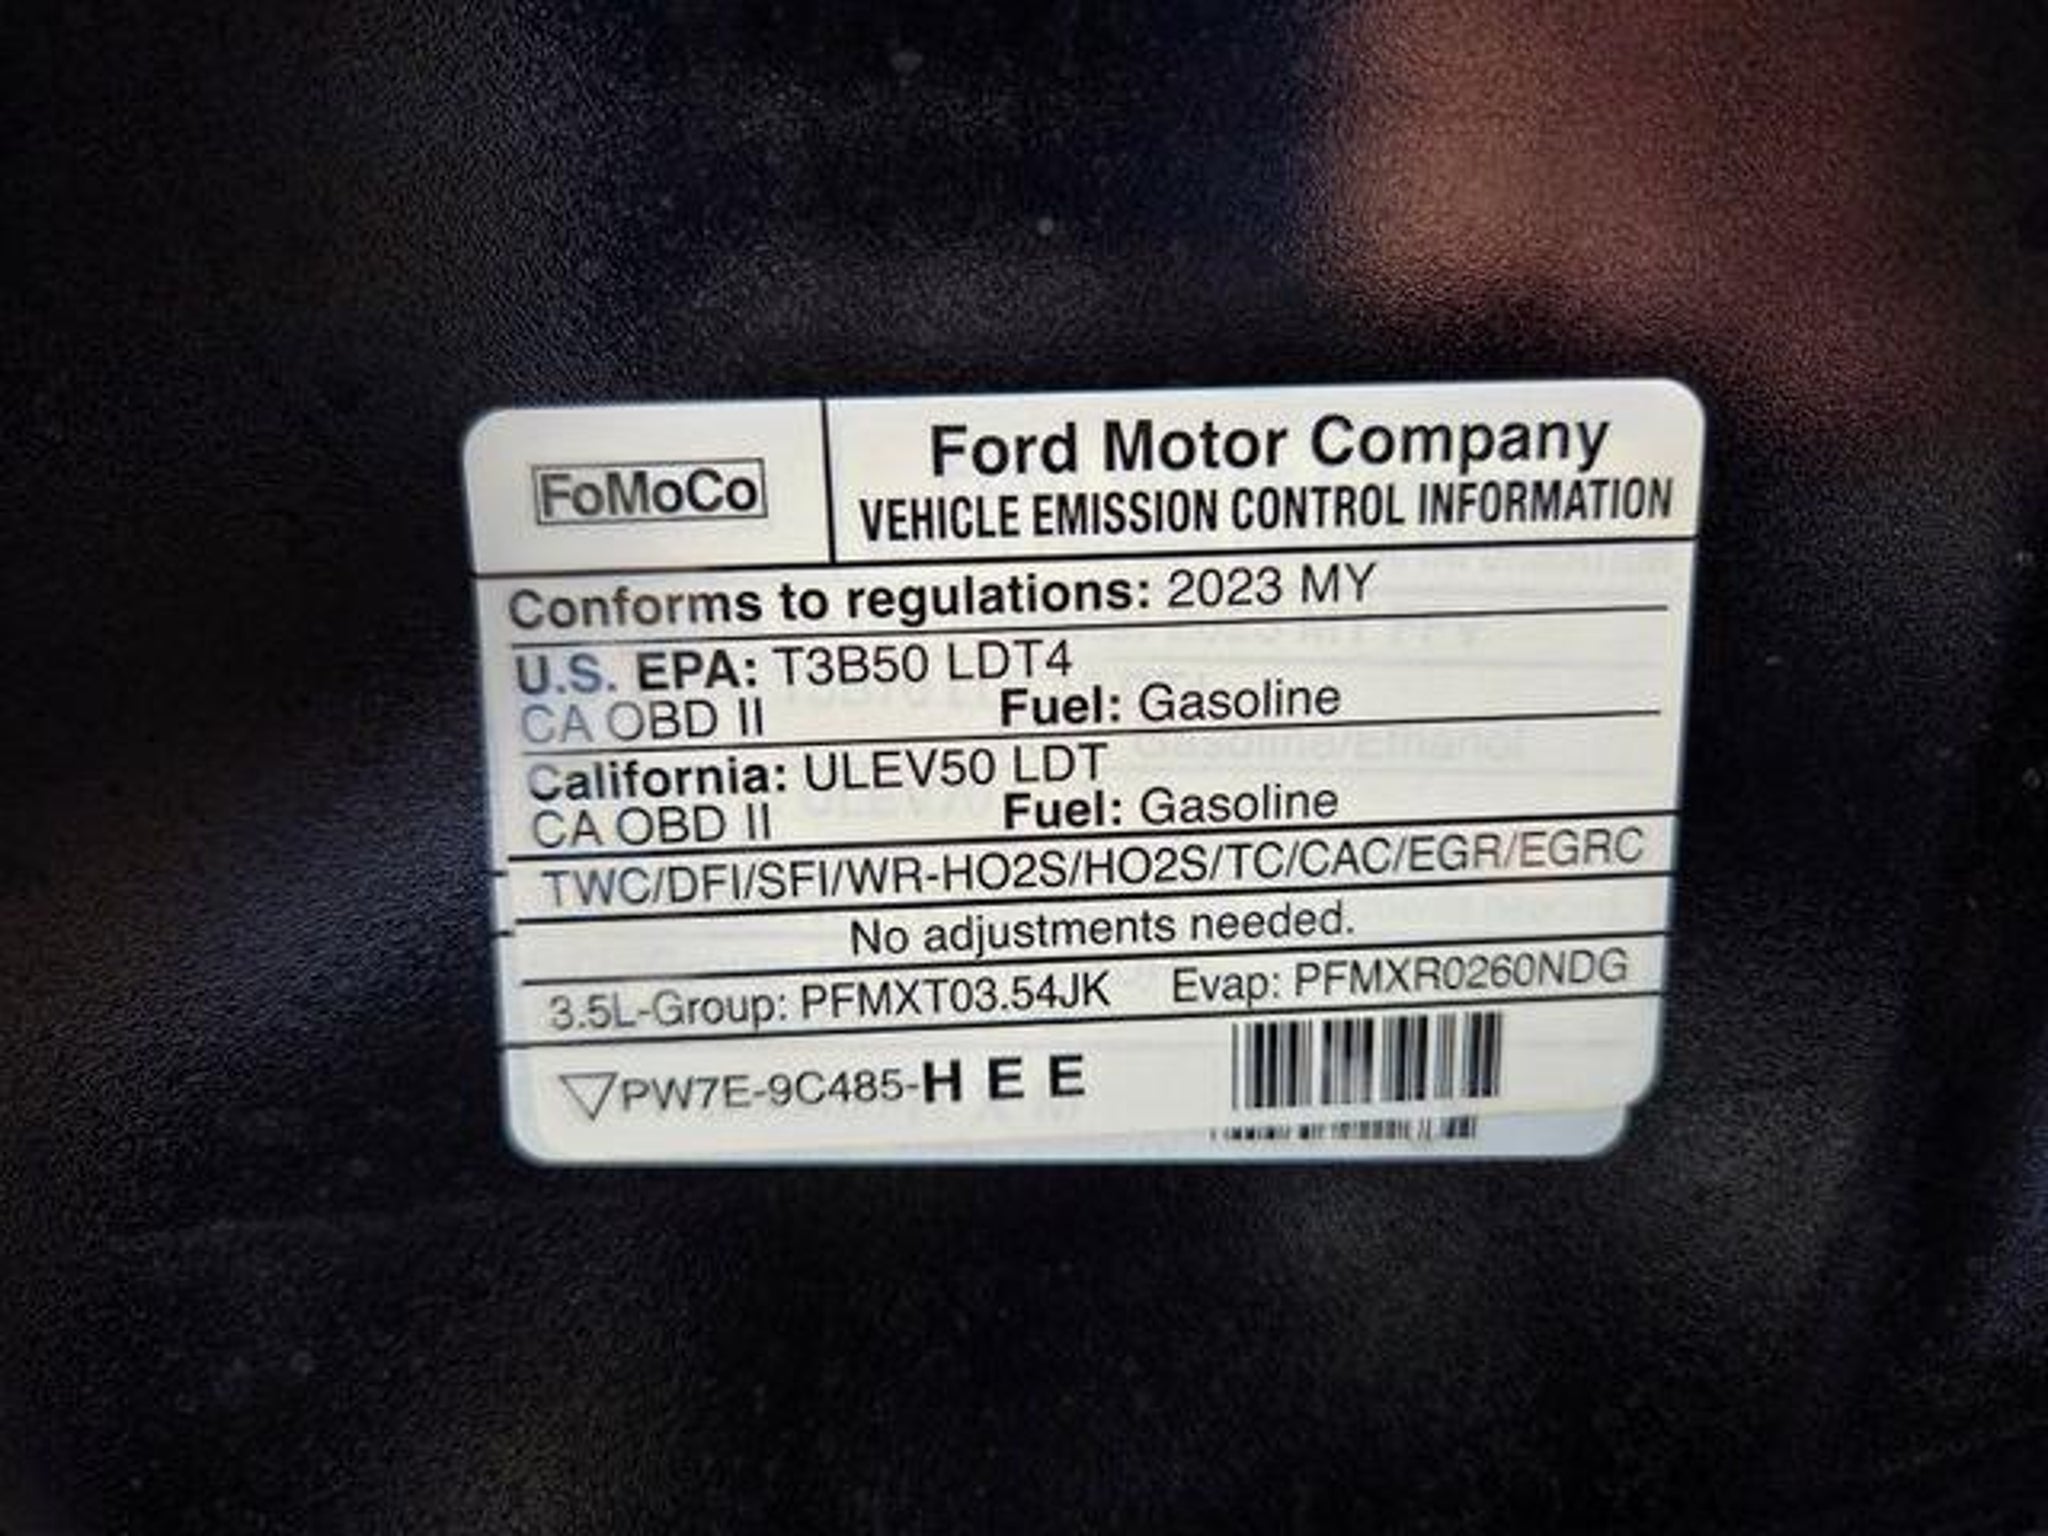 FoMoCo
Ford Motor Company
VEHICLE EMISSION CONTROL INFORMATION
Conforms to regulations: 2023 MY
U.S. EPA: T3B50 LDT4
CA OBD II Fuel: Gasoline
California: ULEV50 LDT
CA OBD II Fuel: Gasoline
TWC/DFI/SFI/WR-HO2S/HO2S/TC/CAC/EGR/EGRC
No adjustments needed.
3.5L-Group: PFMXT03.54JK Evap: PFMXR0260NDG
▽PW7E-9C485-H E E